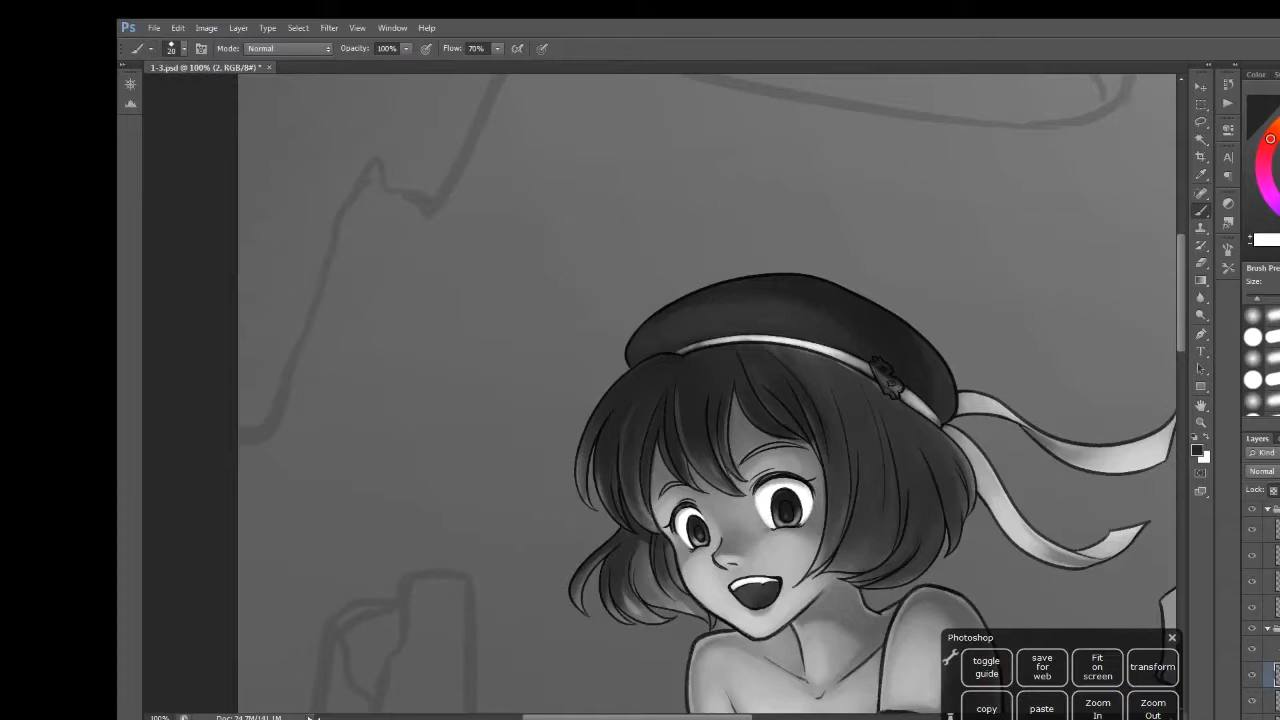 Ps File Edit Image Layer Type Select Filter View Window Help
20 Mode: Normal Opacity: 100% Flow: 70%
1-3.psd @ 100% (2, RGB/8#) * ×
Color
Brush Pre
Size:
Layers
Kind
Normal
Lock:
Photoshop
toggle guide
save for web
Fit on screen
transform
copy
paste
Zoom In
Zoom Out
100%